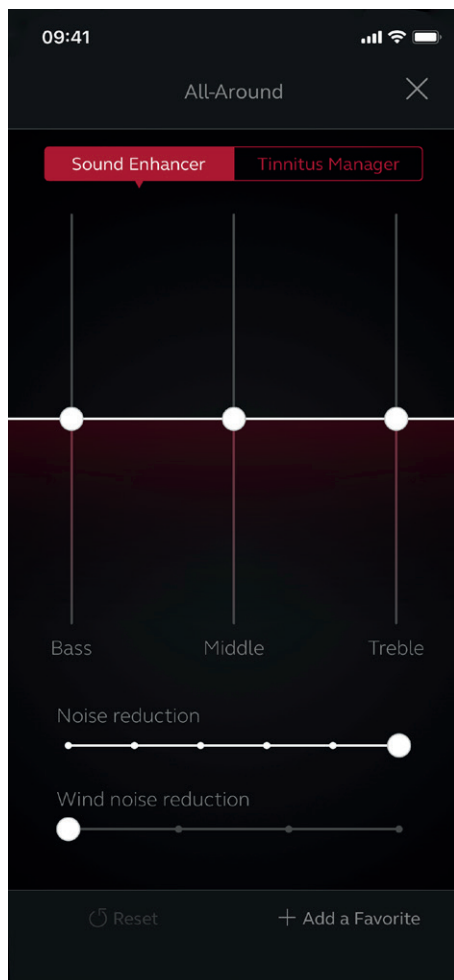 09:41
All-Around
Sound Enhancer
Tinnitus Manager
Bass
Middle
Treble
Noise reduction
Wind noise reduction
Reset
+ Add a Favorite